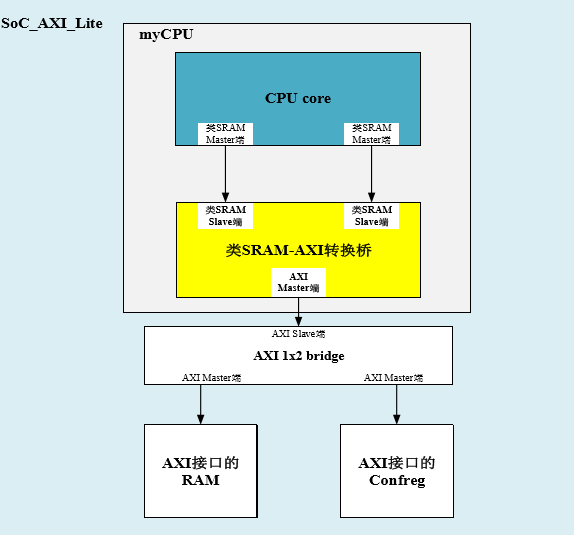 SoC_AXI_Lite
myCPU
CPU core
类SRAM
Master端
类SRAM
Master端
类SRAM
Slave端
类SRAM
Slave端
类SRAM-AXI转换桥
AXI
Master端
AXI Slave端
AXI 1x2 bridge
AXI Master端
AXI Master端
AXI接口的
RAM
AXI接口的
Confreg